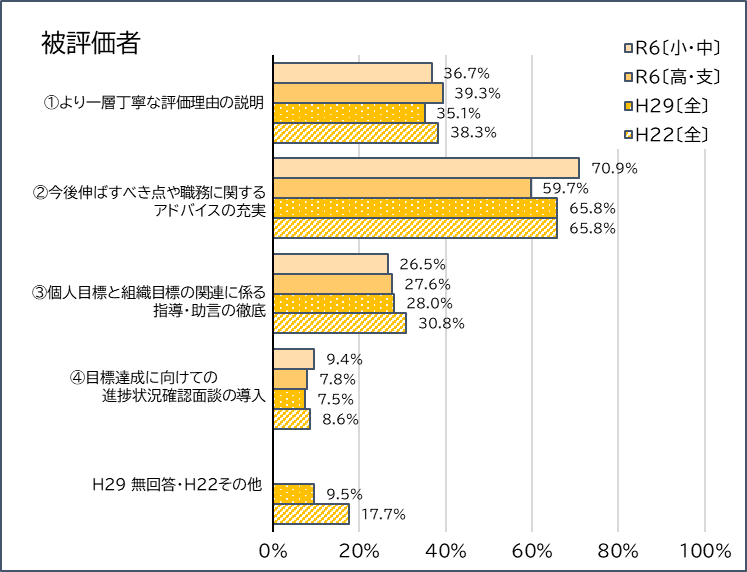 被評価者
R6〔小・中〕
R6〔高・支〕
H29〔全〕
H22〔全〕
①より一層丁寧な評価理由の説明
36.7%
39.3%
35.1%
38.3%
②今後伸ばすべき点や職務に関する
アドバイスの充実
70.9%
59.7%
65.8%
65.8%
③個人目標と組織目標の関連に係る
指導・助言の徹底
26.5%
27.6%
28.0%
30.8%
④目標達成に向けての
進捗状況確認面談の導入
9.4%
7.8%
7.5%
8.6%
H29 無回答・H22その他
9.5%
17.7%
0% 20% 40% 60% 80% 100%